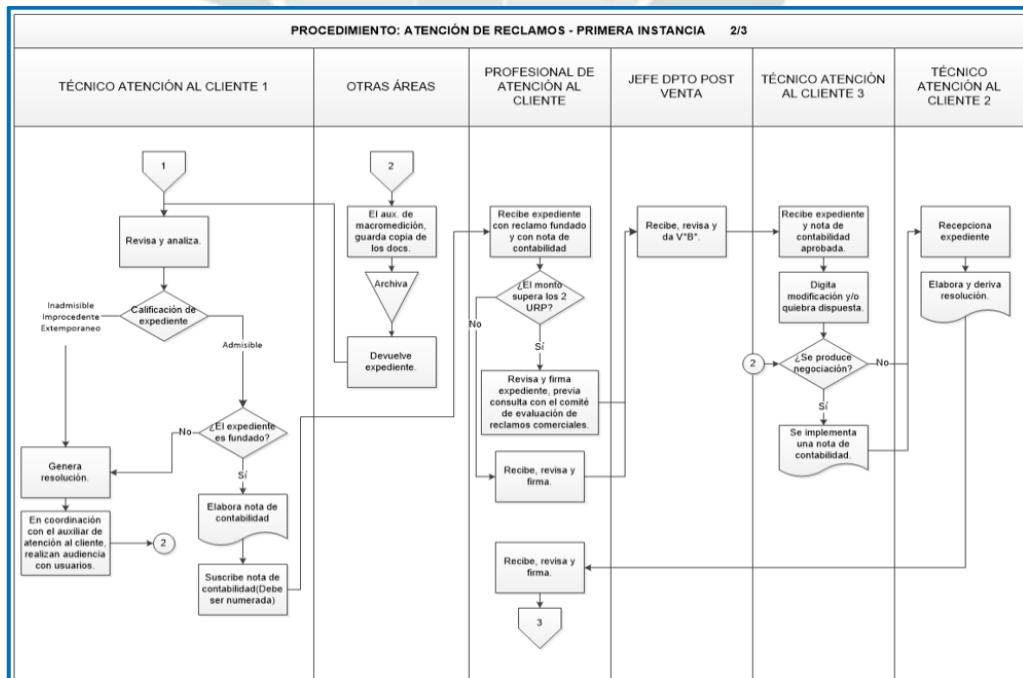 PROCEDIMIENTO: ATENCIÓN DE RECLAMOS - PRIMERA INSTANCIA 2/3
TÉCNICO ATENCIÓN AL CLIENTE 1
OTRAS ÁREAS
PROFESIONAL DE
ATENCIÓN AL
CLIENTE
JEFE DPTO POST
VENTA
TÉCNICO ATENCIÓN
AL CLIENTE 3
TÉCNICO
ATENCIÓN AL
CLIENTE 2
1
Revisa y analiza.
Calificación de
expediente
Inadmisible
Improcedente
Extemporaneo
Admisible
¿El expediente
es fundado?
No
Sí
Genera
resolución.
En coordinación
con el auxiliar de
atención al cliente,
realizan audiencia
con usuarios.
2
Elabora nota de
contabilidad
Suscribe nota de
contabilidad(Debe
ser numerada)
2
El aux. de
macromedición,
guarda copia de
los docs.
Archiva
Devuelve
expediente.
Recibe expediente
con reclamo fundado
y con nota de
contabilidad
¿El monto
supera los 2
URP?
No
Sí
Revisa y firma
expediente, previa
consulta con el comité
de evaluación de
reclamos comerciales.
Recibe, revisa y
firma.
Recibe, revisa y
firma.
3
Recibe, revisa y
da V°B°.
Recibe expediente
y nota de
contabilidad
aprobada.
Digita
modificación y/o
quiebra dispuesta.
2
¿Se produce
negociación?
No
Sí
Se implementa
una nota de
contabilidad.
Recepciona
expediente
Elabora y deriva
resolución.